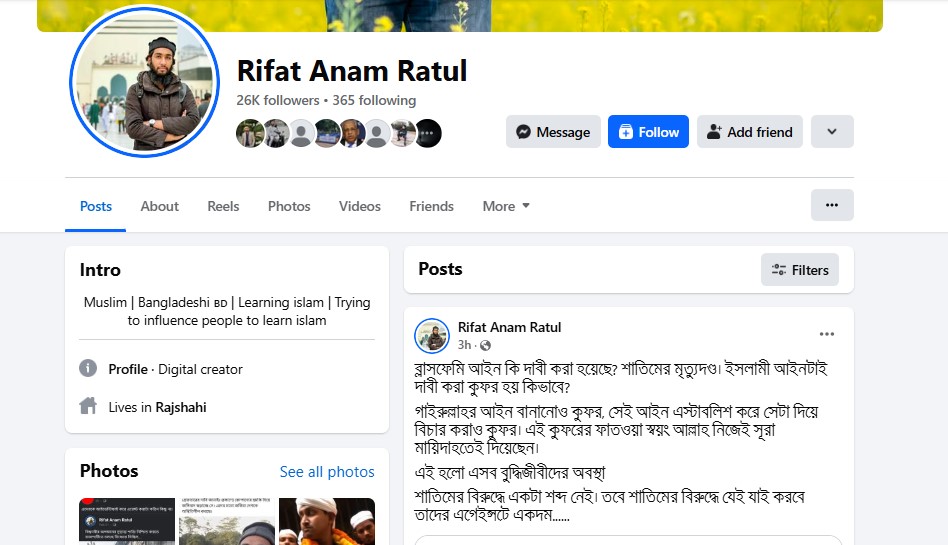 Rifat Anam Ratul
26K followers • 365 following
Message
Follow
Add friend
Posts
About
Reels
Photos
Videos
Friends
More
Intro
Muslim | Bangladeshi BD | Learning islam | Trying
to influence people to learn islam
Profile · Digital creator
Lives in Rajshahi
Photos
See all photos
Rifat Anam Ratul
Posts
Filters
Rifat Anam Ratul
3h ·
ব্লাসফেমি আইন কি দাবী করা হয়েছে? শাতিমের মৃত্যুদণ্ড। ইসলামী আইনটাই
দাবী করা কুফর হয় কিভাবে?
গাইরুল্লাহর আইন বানানোও কুফর, সেই আইন এস্টাবলিশ করে সেটা দিয়ে
বিচার করাও কুফর। এই কুফরের ফাতওয়া স্বয়ং আল্লাহ নিজেই সূরা
মায়িদাহতেই দিয়েছেন।
এই হলো এসব বুদ্ধিজীবীদের অবস্থা
শাতিমের বিরুদ্ধে একটা শব্দ নেই। তবে শাতিমের বিরুদ্ধে যেই যাই করবে
তাদের এগেইন্সটে একদম......